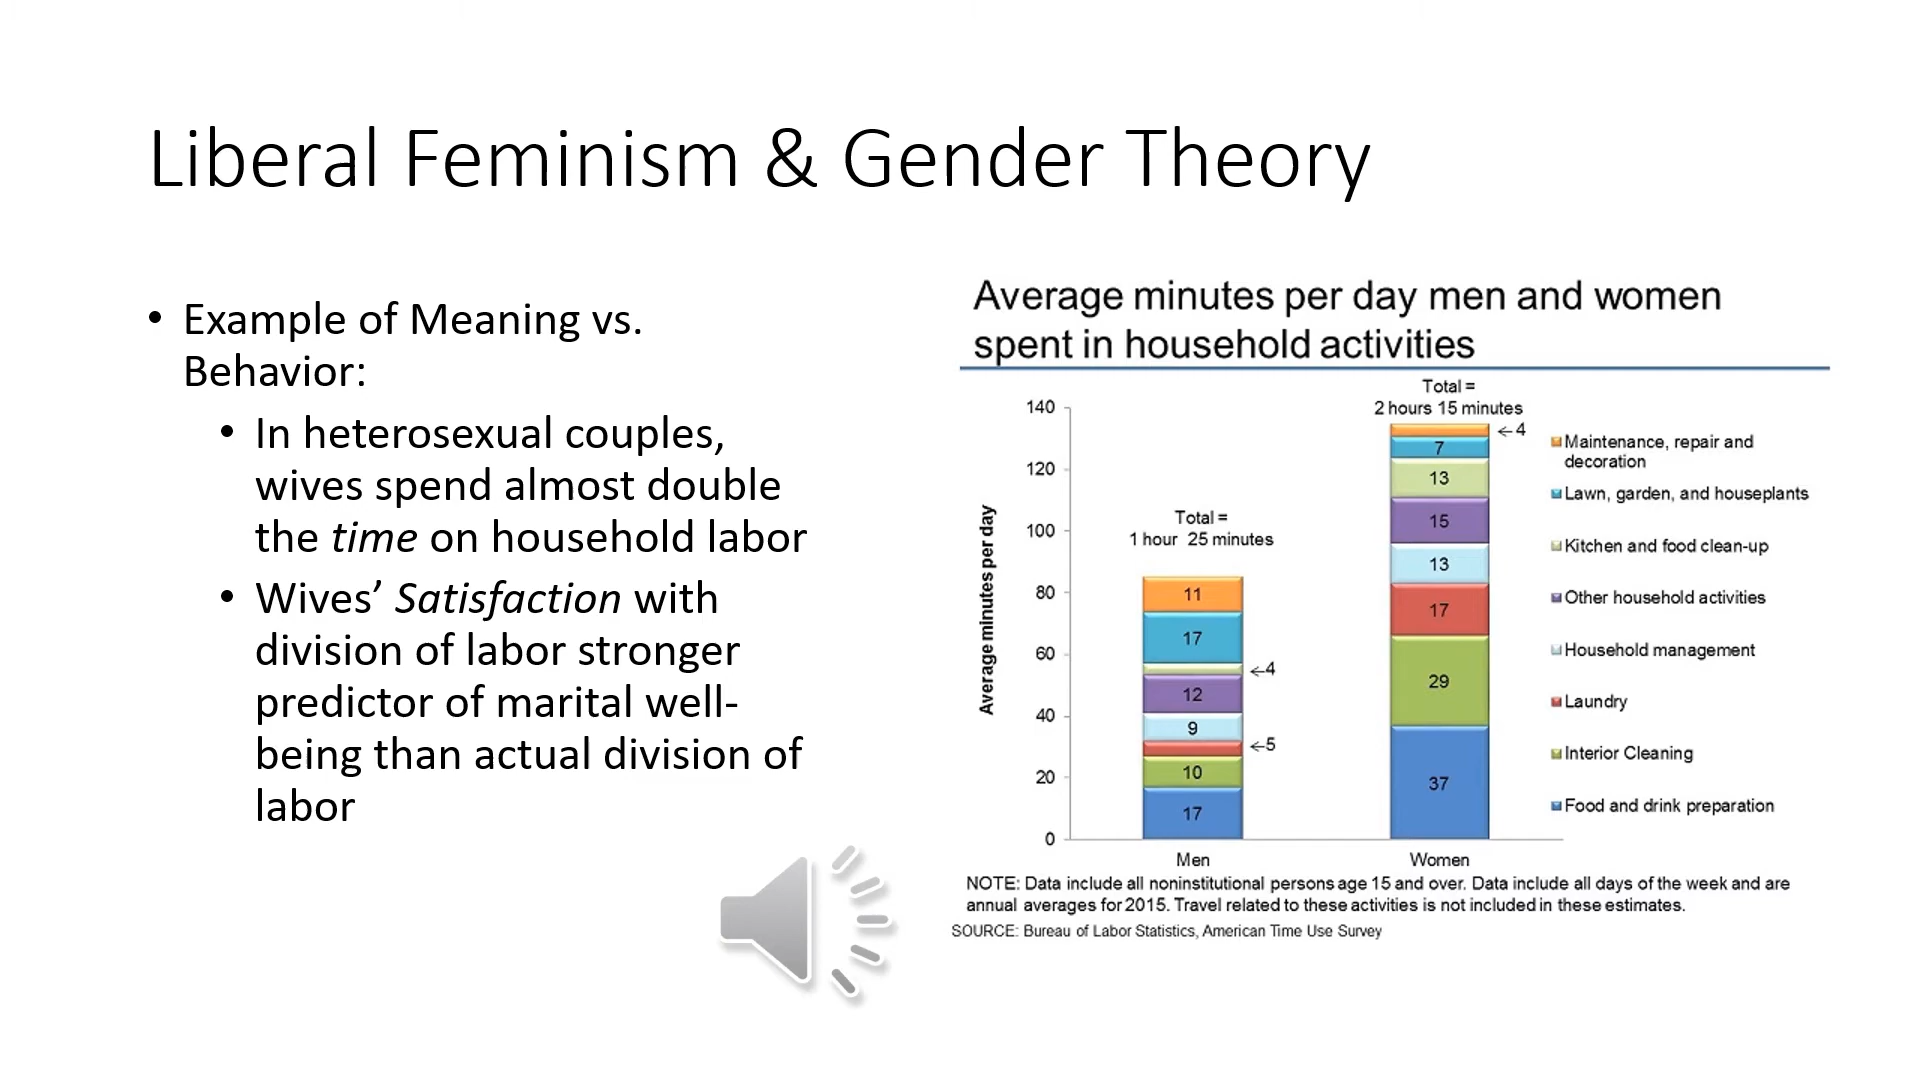 Liberal Feminism & Gender Theory
• Example of Meaning vs.
Behavior:
• In heterosexual couples,
wives spend almost double
the time on household labor
• Wives’ Satisfaction with
division of labor stronger
predictor of marital well-
being than actual division of
labor
Average minutes per day men and women
spent in household activities
Average minutes per day
140
120
100
80
60
40
20
0
Total =
1 hour 25 minutes
11
17
←4
12
9
←5
10
17
Men
Total =
2 hours 15 minutes
←4
7
13
15
13
17
29
37
Women
Maintenance, repair and
decoration
Lawn, garden, and houseplants
Kitchen and food clean-up
Other household activities
Household management
Laundry
Interior Cleaning
Food and drink preparation
NOTE: Data include all noninstitutional persons age 15 and over. Data include all days of the week and are
annual averages for 2015. Travel related to these activities is not included in these estimates.
SOURCE: Bureau of Labor Statistics, American Time Use Survey